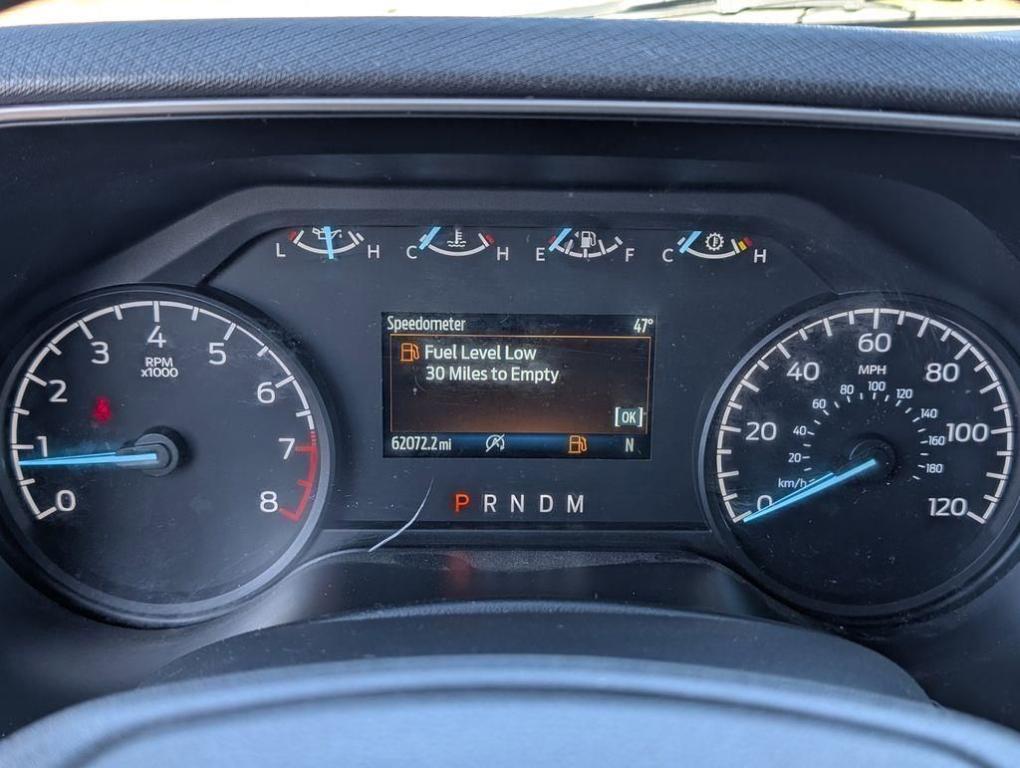 L H C H E F C H
Speedometer 47°
Fuel Level Low
30 Miles to Empty
[OK]
62072.2 mi N
P R N D M
0 1 2 3 4 5 6 7 8
RPM
x1000
0 20 40 60 80 100 120
MPH
km/h 20 40 60 80 100 120 140 160 180